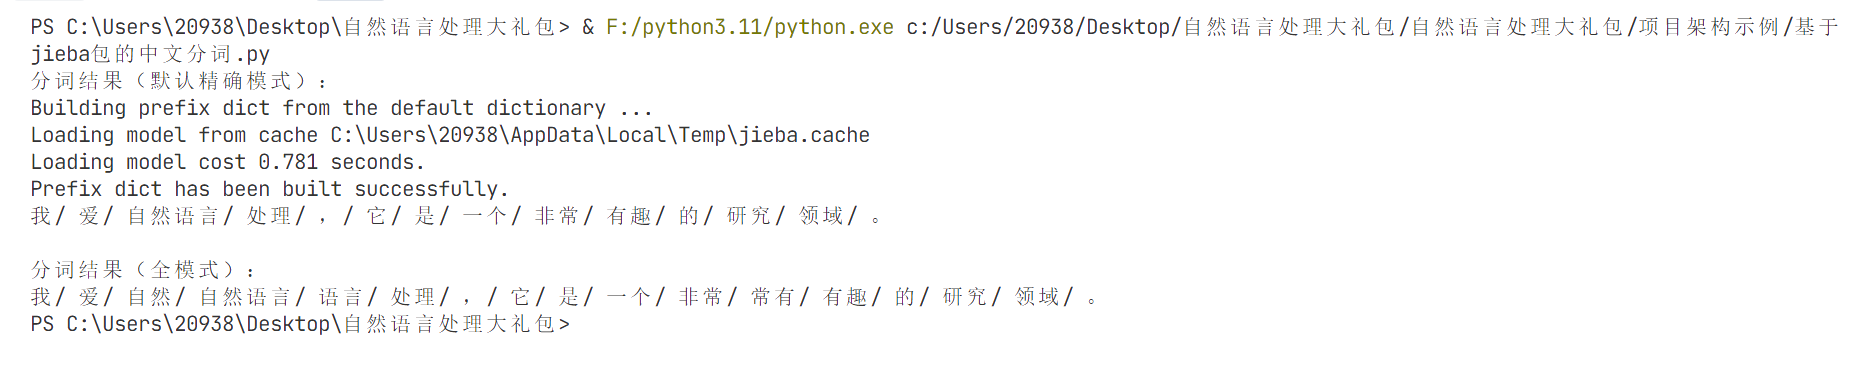 PS C:\Users\20938\Desktop\自然语言处理大礼包> & F:/python3.11/python.exe c:/Users/20938/Desktop/自然语言处理大礼包/自然语言处理大礼包/项目架构示例/基于
jieba包的中文分词.py
分词结果（默认精确模式）：
Building prefix dict from the default dictionary ...
Loading model from cache C:\Users\20938\AppData\Local\Temp\jieba.cache
Loading model cost 0.781 seconds.
Prefix dict has been built successfully.
我/ 爱/ 自然语言/ 处理/ ，/ 它/ 是/ 一个/ 非常/ 有趣/ 的/ 研究/ 领域/ 。
分词结果（全模式）：
我/ 爱/ 自然/ 自然语言/ 语言/ 处理/ ，/ 它/ 是/ 一个/ 非常/ 常有/ 有趣/ 的/ 研究/ 领域/ 。
PS C:\Users\20938\Desktop\自然语言处理大礼包>